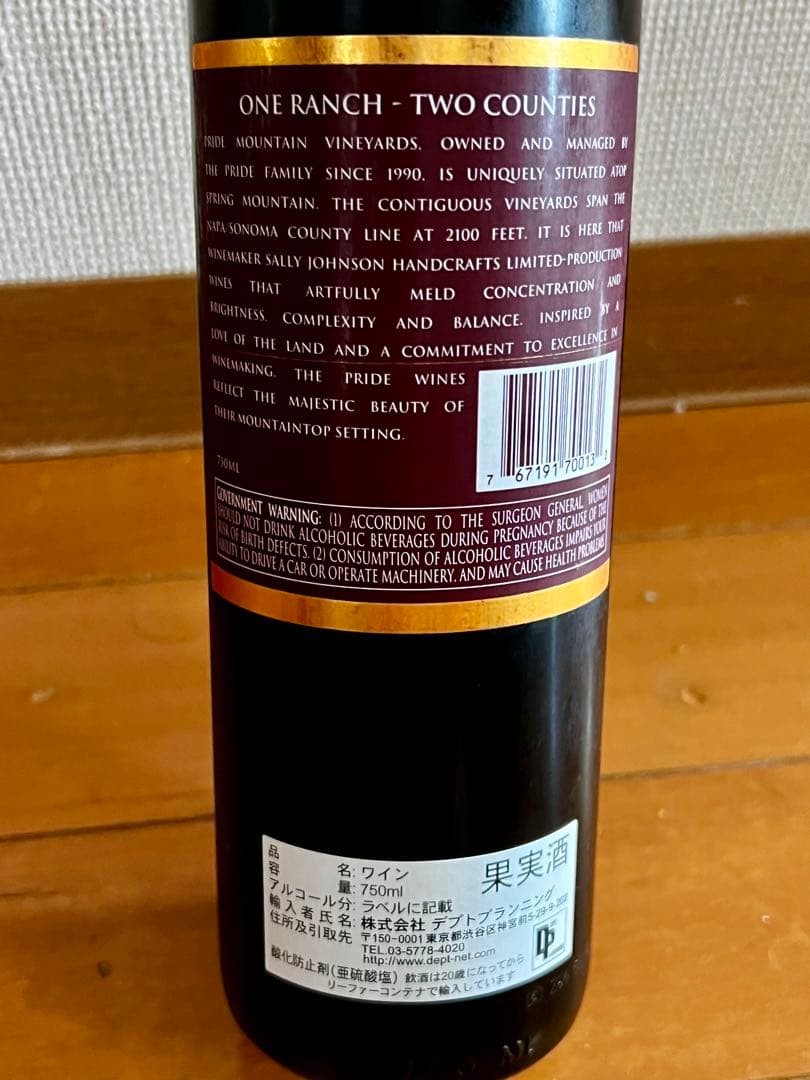 ONE RANCH - TWO COUNTIES
PRIDE MOUNTAIN VINEYARDS, OWNED AND MANAGED BY
THE PRIDE FAMILY SINCE 1990, IS UNIQUELY SITUATED ATOP
SPRING MOUNTAIN. THE CONTIGUOUS VINEYARDS SPAN THE
NAPA/SONOMA COUNTY LINE AT 2100 FEET. IT IS HERE THAT
WINEMAKER SALLY JOHNSON HANDCRAFTS LIMITED-PRODUCTION
WINES THAT ARTFULLY MELD CONCENTRATION AND
BRIGHTNESS, COMPLEXITY AND BALANCE. INSPIRED BY A
LOVE OF THE LAND AND A COMMITMENT TO EXCELLENCE IN
WINEMAKING, THE PRIDE WINES
REFLECT THE MAJESTIC BEAUTY OF
THEIR MOUNTAINTOP SETTING.
750ML
7 67191 70013 2
GOVERNMENT WARNING: (1) ACCORDING TO THE SURGEON GENERAL, WOMEN
SHOULD NOT DRINK ALCOHOLIC BEVERAGES DURING PREGNANCY BECAUSE OF THE
RISK OF BIRTH DEFECTS. (2) CONSUMPTION OF ALCOHOLIC BEVERAGES IMPAIRS YOUR
ABILITY TO DRIVE A CAR OR OPERATE MACHINERY, AND MAY CAUSE HEALTH PROBLEMS.
果実酒
品名: ワイン
容量: 750ml
アルコール分: ラベルに記載
輸入者氏名: 株式会社 デプトプランニング
住所及引取先 〒150-0001 東京都渋谷区神宮前5-29-9-202
TEL.03-5778-4020
http://www.dept-net.com
酸化防止剤(亜硫酸塩) 飲酒は20歳になってから
リーファーコンテナで輸入しています